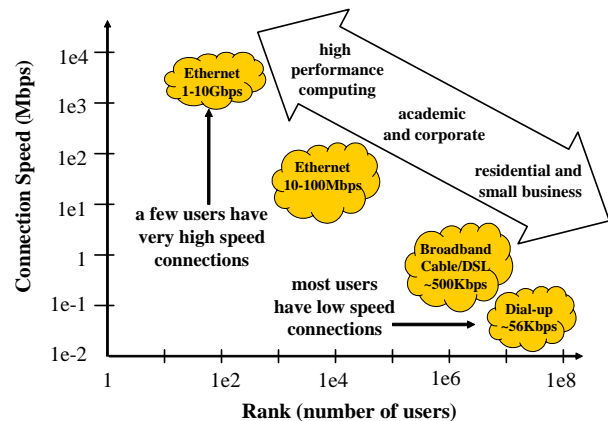 Connection Speed (Mbps)
1e4
1e3
1e2
1e1
1
1e-1
1e-2
Ethernet
1-10Gbps
high
performance
computing
academic
and corporate
residential and
small business
Ethernet
10-100Mbps
a few users have
very high speed
connections
Broadband
Cable/DSL
~500Kbps
most users
have low speed
connections
Dial-up
~56Kbps
1
1e2
1e4
1e6
1e8
Rank (number of users)